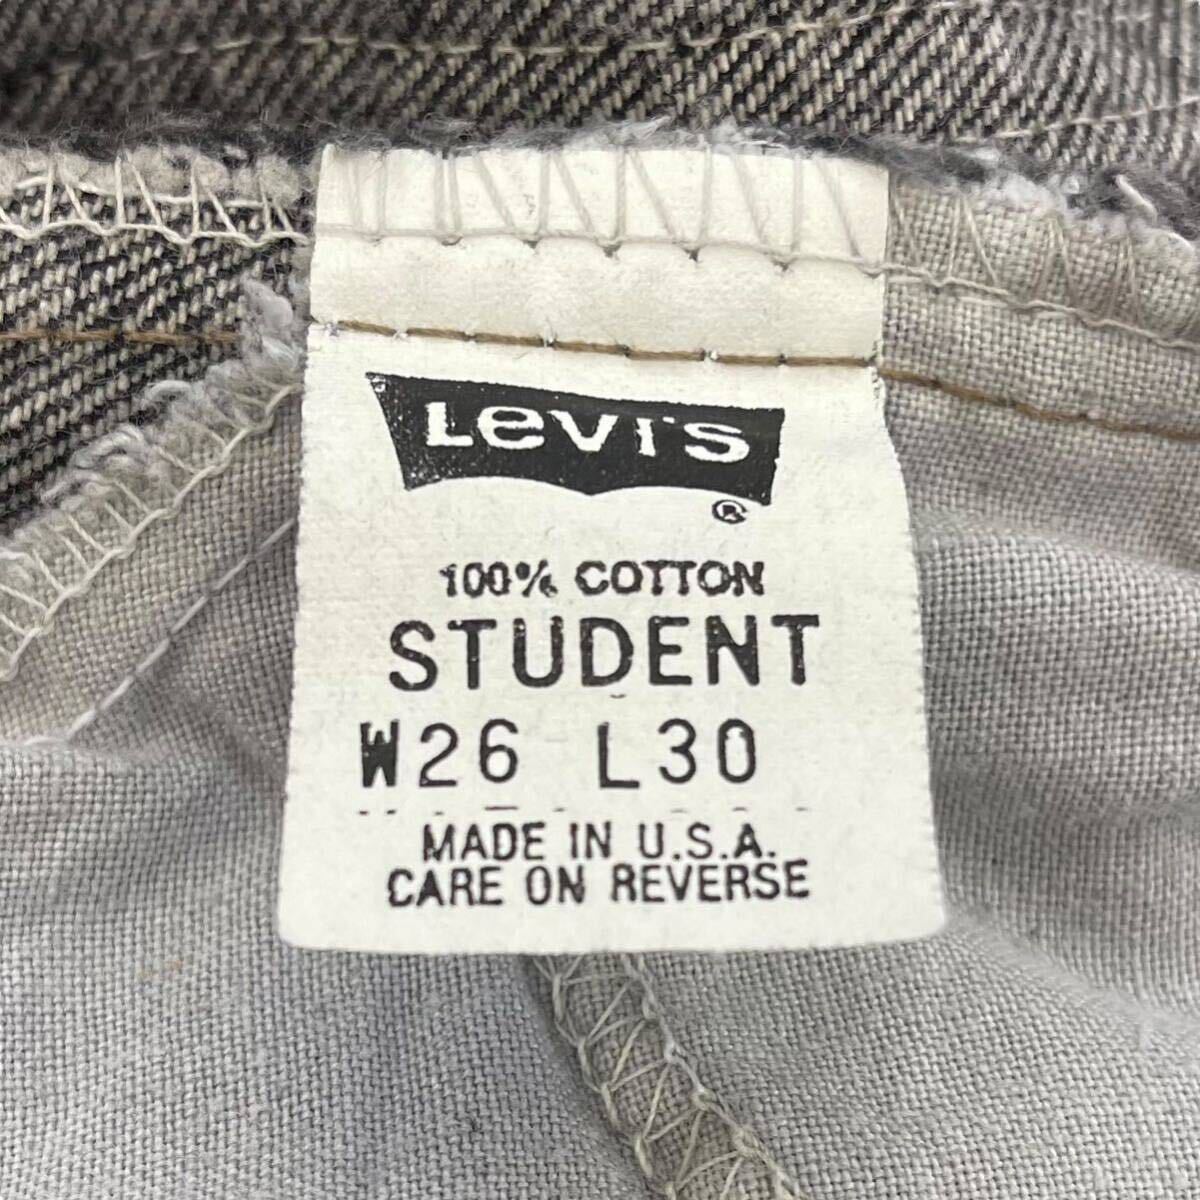 Levi's
®
100% COTTON
STUDENT
W26 L30
MADE IN U.S.A.
CARE ON REVERSE